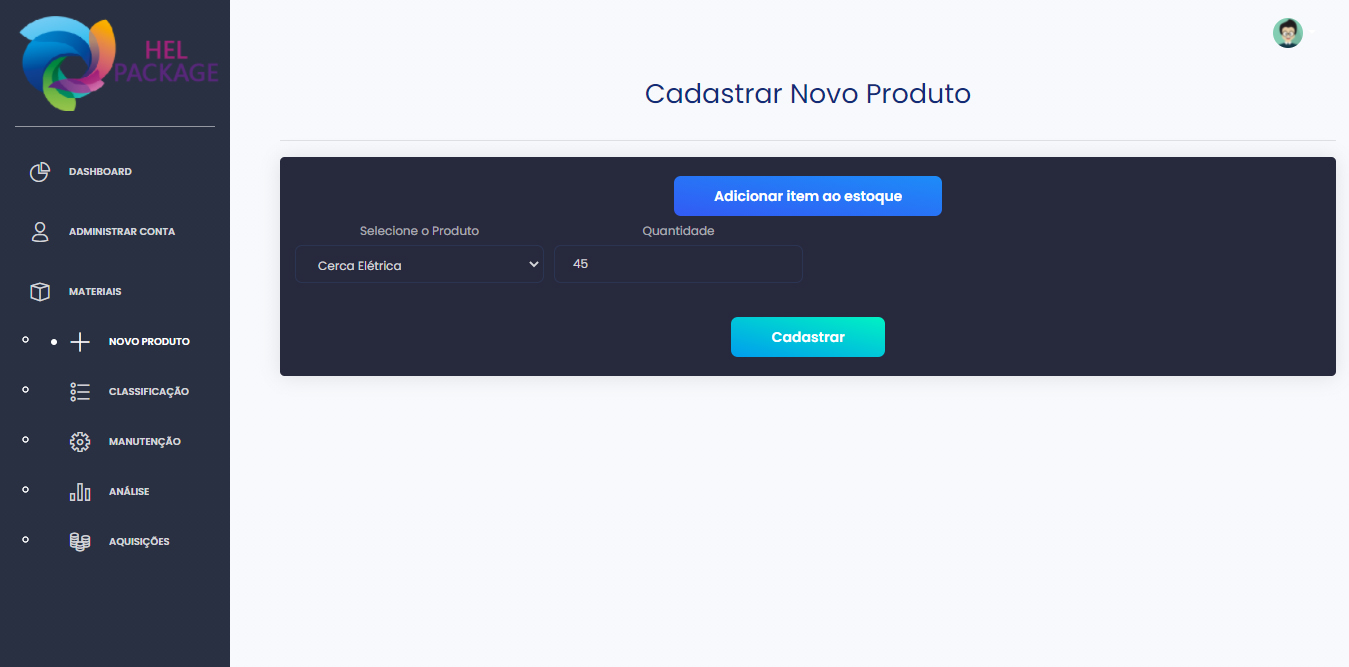 HEL
PACKAGE
DASHBOARD
ADMINISTRAR CONTA
MATERIAIS
NOVO PRODUTO
CLASSIFICAÇÃO
MANUTENÇÃO
ANÁLISE
AQUISIÇÕES
Cadastrar Novo Produto
Adicionar item ao estoque
Selecione o Produto
Quantidade
Cerca Elétrica
45
Cadastrar